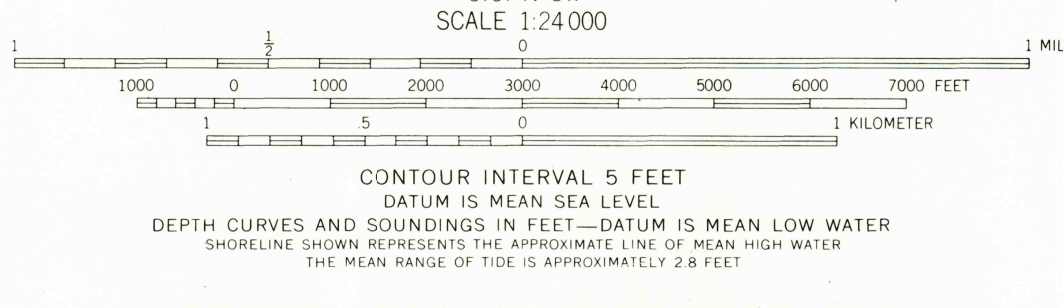 SCALE 1:24 000
1 ½ 0 1 MIL
1000 0 1000 2000 3000 4000 5000 6000 7000 FEET
1 .5 0 1 KILOMETER
CONTOUR INTERVAL 5 FEET
DATUM IS MEAN SEA LEVEL
DEPTH CURVES AND SOUNDINGS IN FEET—DATUM IS MEAN LOW WATER
SHORELINE SHOWN REPRESENTS THE APPROXIMATE LINE OF MEAN HIGH WATER
THE MEAN RANGE OF TIDE IS APPROXIMATELY 2.8 FEET